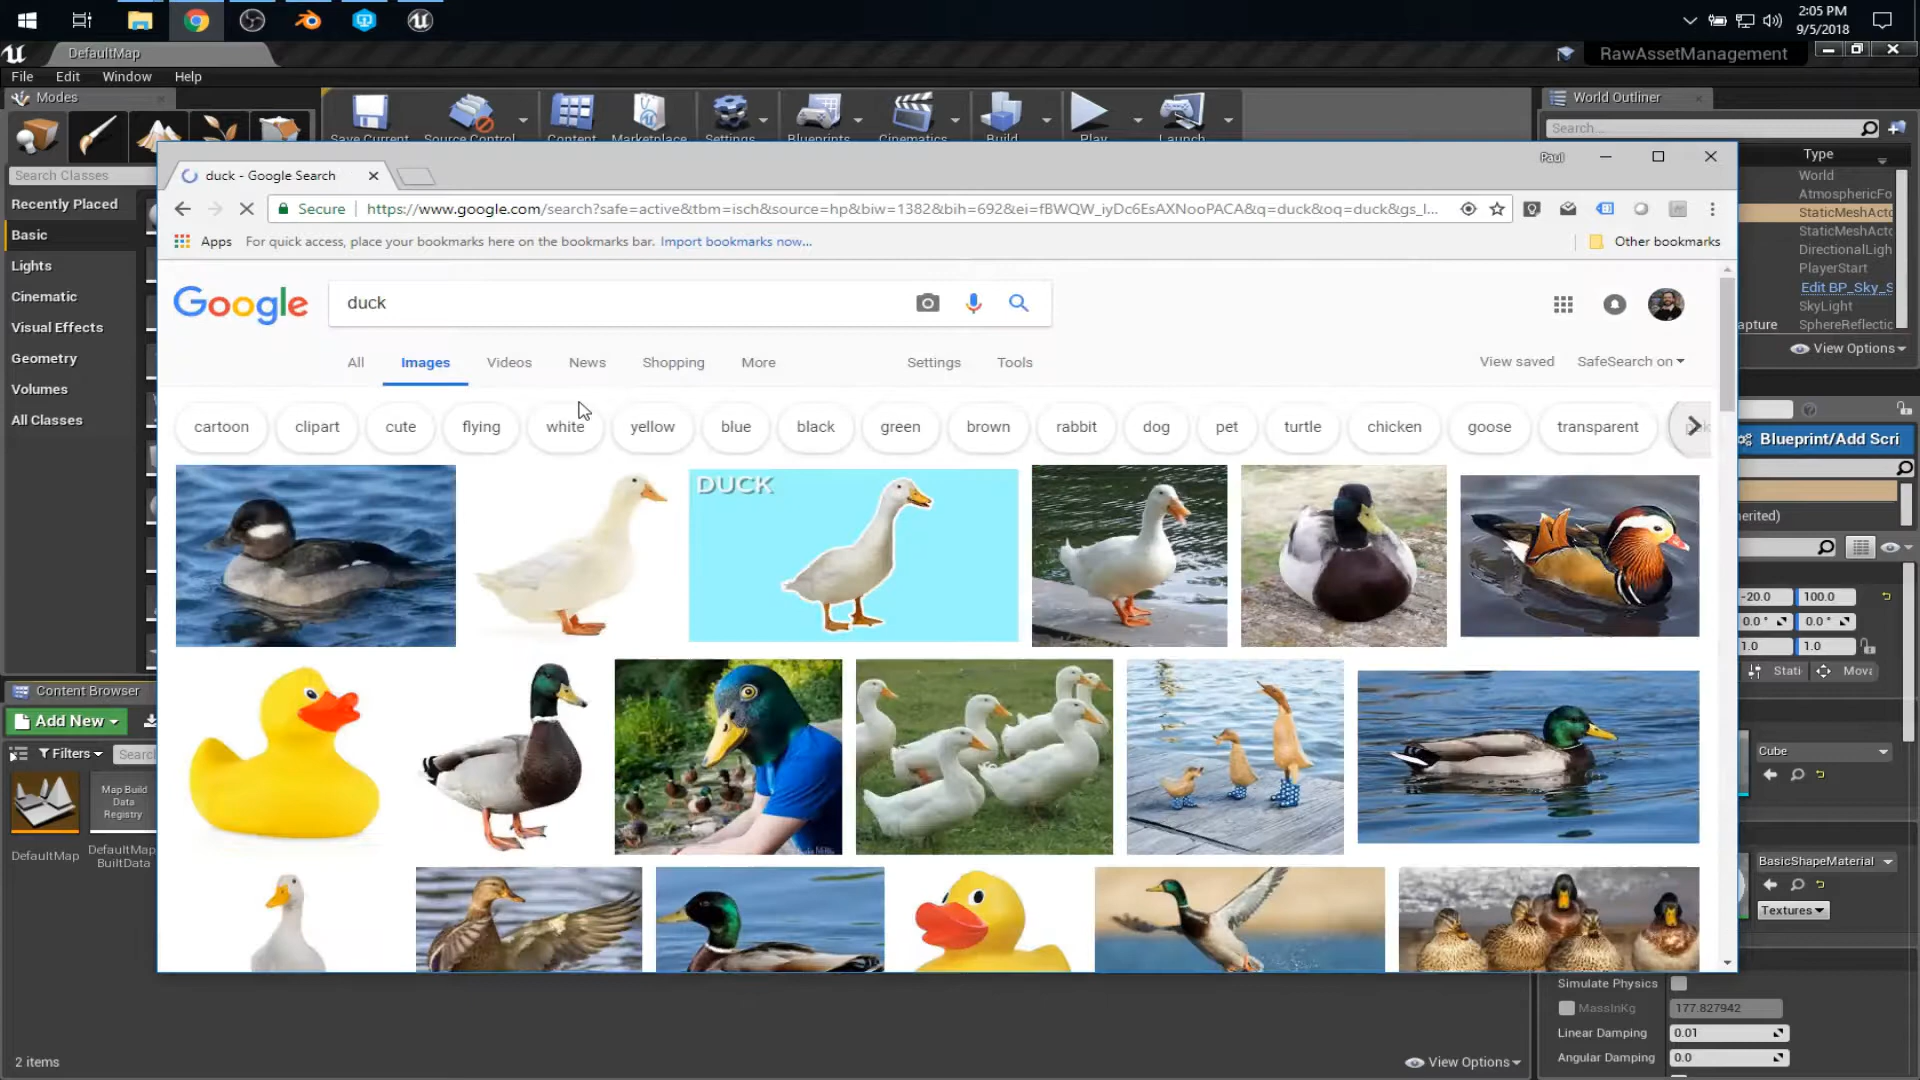 2:05 PM
9/5/2018
DefaultMap
RawAssetManagement
File Edit Window Help
Modes
World Outliner
Save Current Source Control Content Marketplace Settings Blueprints Cinematics Build Play Launch
Search...
Search Classes
Type
Recently Placed
Basic
Lights
Cinematic
Visual Effects
Geometry
Volumes
All Classes
World
AtmosphericFo
StaticMeshActo
StaticMeshActo
DirectionalLigh
PlayerStart
Edit BP_Sky_S
SkyLight
apture SphereReflectic
View Options
Paul
duck - Google Search
Secure https://www.google.com/search?safe=active&tbm=isch&source=hp&biw=1382&bih=692&ei=fBWQW_iyDc6EsAXNooPACA&q=duck&oq=duck&gs_l...
Apps For quick access, place your bookmarks here on the bookmarks bar. Import bookmarks now... Other bookmarks
Google duck
All Images Videos News Shopping More Settings Tools View saved SafeSearch on
cartoon clipart cute flying white yellow blue black green brown rabbit dog pet turtle chicken goose transparent
DUCK
Blueprint/Add Scri
erited)
-20.0 100.0
0.0 ° 0.0 °
1.0 1.0
Stati Mova
Cube
BasicShapeMaterial
Textures
Content Browser
Add New
Filters Searc
Map Build
Data
Registry
DefaultMap
DefaultMap_
BuiltData
2 items
View Options
Simulate Physics
MassInKg 177.827942
Linear Damping 0.01
Angular Damping 0.0